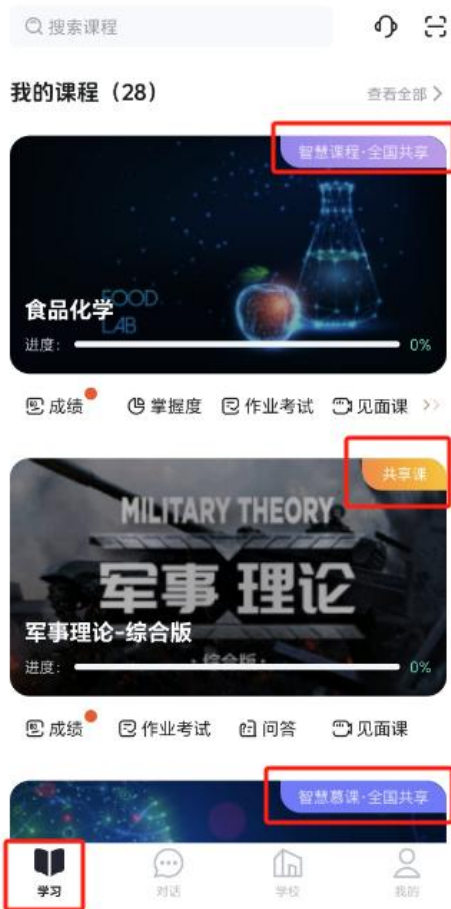 搜索课程
我的课程（28）
查看全部
智慧课程·全国共享
FOOD
LAB
食品化学
进度：
0%
成绩
掌握度
作业考试
见面课
共享课
MILITARY THEORY
军事理论
军事理论-综合版
·综合版·
进度：
0%
成绩
作业考试
问答
见面课
智慧慕课·全国共享
学习
对话
学校
我的